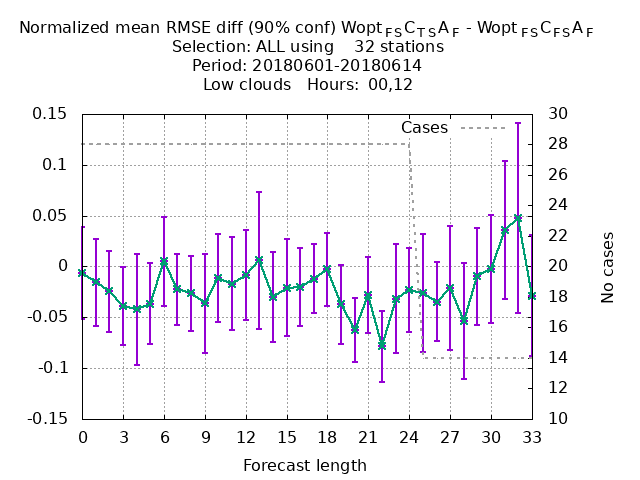 Normalized mean RMSE diff (90% conf) Wopt FS C TS A F - Wopt FS C FS A F
Selection: ALL using 32 stations
Period: 20180601-20180614
Low clouds Hours: 00,12
Cases
0.15
0.1
0.05
0
-0.05
-0.1
-0.15
30
28
26
24
22
20
18
16
14
12
10
No cases
0 3 6 9 12 15 18 21 24 27 30 33
Forecast length